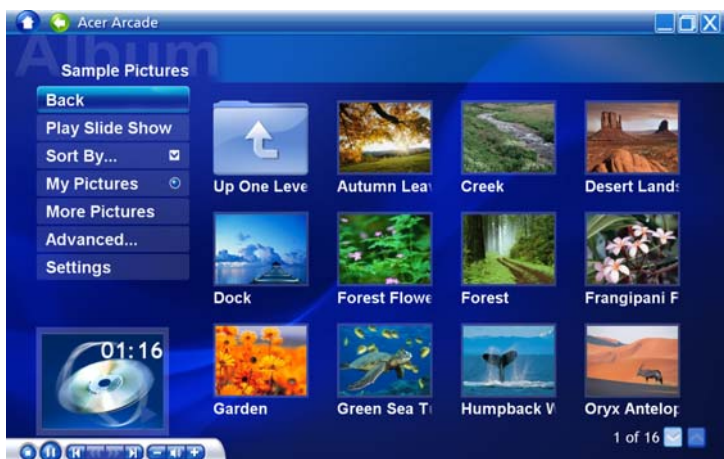 Acer Arcade
Album
Sample Pictures
Back
Play Slide Show
Sort By...
My Pictures
More Pictures
Advanced...
Settings
Up One Leve
Autumn Lea
Creek
Desert Lands
Dock
Forest Flowe
Forest
Frangipani F
Garden
Green Sea T
Humpback W
Oryx Antelop
01:16
1 of 16